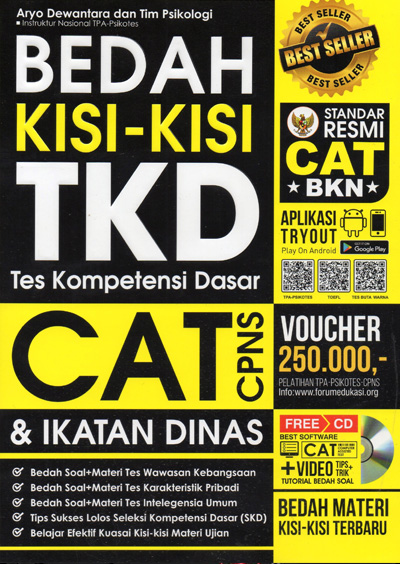 Aryo Dewantara dan Tim Psikologi
Instruktur Nasional TPA-Psikotes
BEDAH
KISI-KISI
TKD
Tes Kompetensi Dasar
CAT
CPNS
& IKATAN DINAS
Bedah Soal+Materi Tes Wawasan Kebangsaan
Bedah Soal+Materi Tes Karakteristik Pribadi
Bedah Soal+Materi Tes Intelegensia Umum
Tips Sukses Lolos Seleksi Kompetensi Dasar (SKD)
Belajar Efektif Kuasai Kisi-kisi Materi Ujian
BEST SELLER
BEST SELLER
BEST SELLER
STANDAR
RESMI
CAT
BKN
APLIKASI
TRYOUT
Play On Android
Google Play
TPA-PSIKOTES
TOEFL
TES BUTA WARNA
VOUCHER
250.000,-
PELATIHAN TPA-PSIKOTES-CPNS
Info:www.forumedukasi.org
FREE > CD
BEST SOFTWARE
CAT
+VIDEO TIPS+
TRIK
TUTORIAL BEDAH SOAL
BEDAH MATERI
KISI-KISI TERBARU